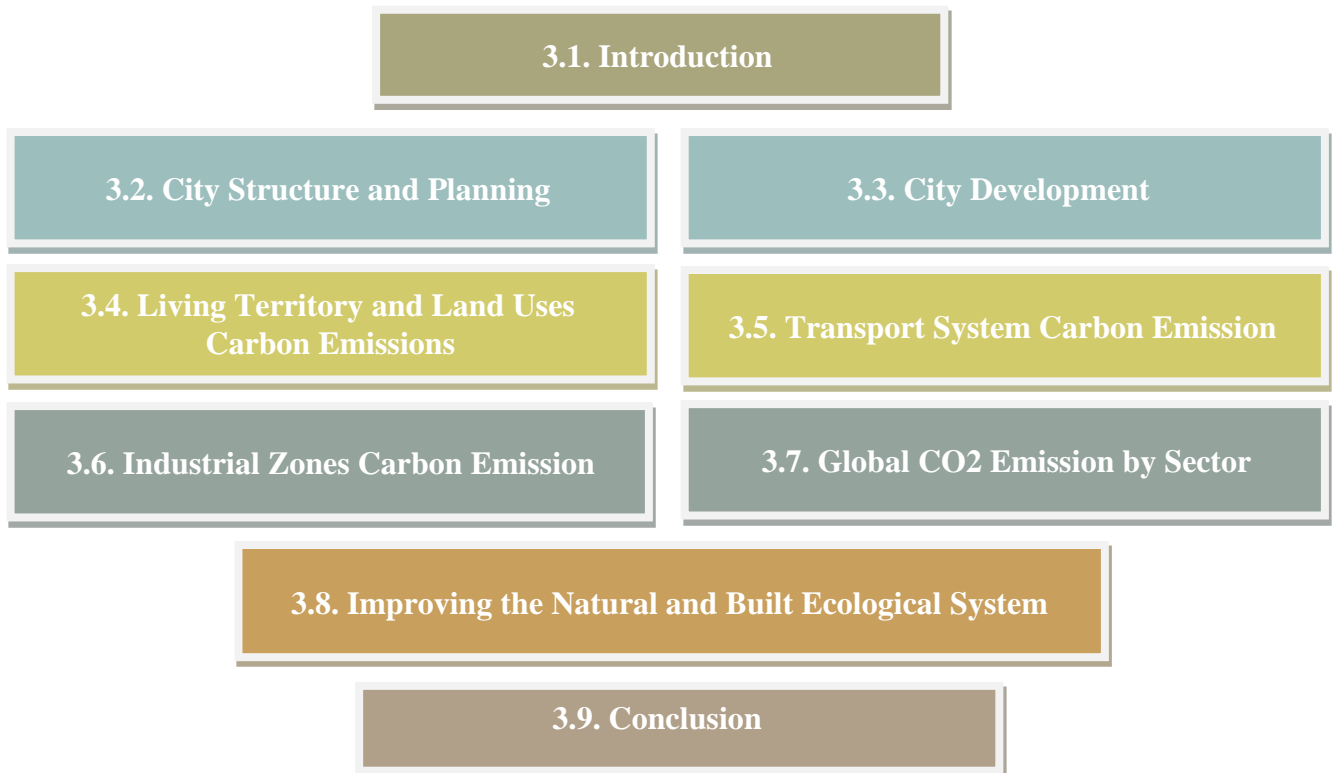 3.1. Introduction
3.2. City Structure and Planning
3.3. City Development
3.4. Living Territory and Land Uses
Carbon Emissions
3.5. Transport System Carbon Emission
3.6. Industrial Zones Carbon Emission
3.7. Global CO2 Emission by Sector
3.8. Improving the Natural and Built Ecological System
3.9. Conclusion